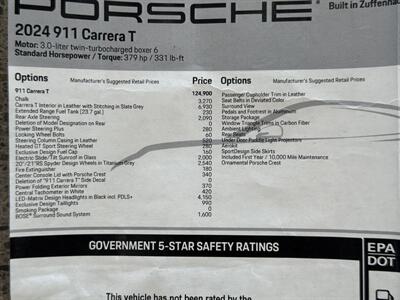 PORSCHE
Built in Zuffenhau
2024 911 Carrera T
Motor: 3.0-liter twin-turbocharged boxer 6
Standard Horsepower / Torque: 379 hp / 331 lb-ft
Options Manufacturer's Suggested Retail Prices Price
911 Carrera T 124,900
Chalk 3,270
Carrera T Interior in Leather with Stitching in Slate Grey 6,930
Extended Range Fuel Tank (23.7 gal.) 230
Rear Axle Steering 2,090
Deletion of Model Designation on Rear 0
Power Steering Plus 280
Locking Wheel Bolts 60
Steering Column Casing in Leather 520
Heated GT Sport Steering Wheel 280
Exclusive Design Fuel Cap 160
Electric Slide/Tilt Sunroof in Glass 2,000
20"/21"RS Spyder Design Wheels in Titanium Grey 2,540
Fire Extinguisher 180
Center Console Lid with Porsche Crest 340
Deletion of "911 Carrera T" Side Decal 0
Power Folding Exterior Mirrors 370
Central Tachometer in White 420
LED-Matrix Design Headlights in Black incl. PDLS+ 4,150
Exclusive Design Taillights 990
Smoking Package 0
BOSE® Surround Sound System 1,600
Options Manufacturer's Suggested Retail Prices
Passenger Cupholder Trim in Leather
Seat Belts in Deviated Color
Surround View
Pedals and Footrest in Aluminum
Storage Package
Window Triangle Trims in Carbon Fiber
Ambient Lighting
Rear Seats
Under Door Puddle Light Projectors
Aerokit
SportDesign Side Skirts
Included First Year / 10,000 Mile Maintenance
Ornamental Porsche Crest
GOVERNMENT 5-STAR SAFETY RATINGS
EPA
DOT
This vehicle has not been rated by the